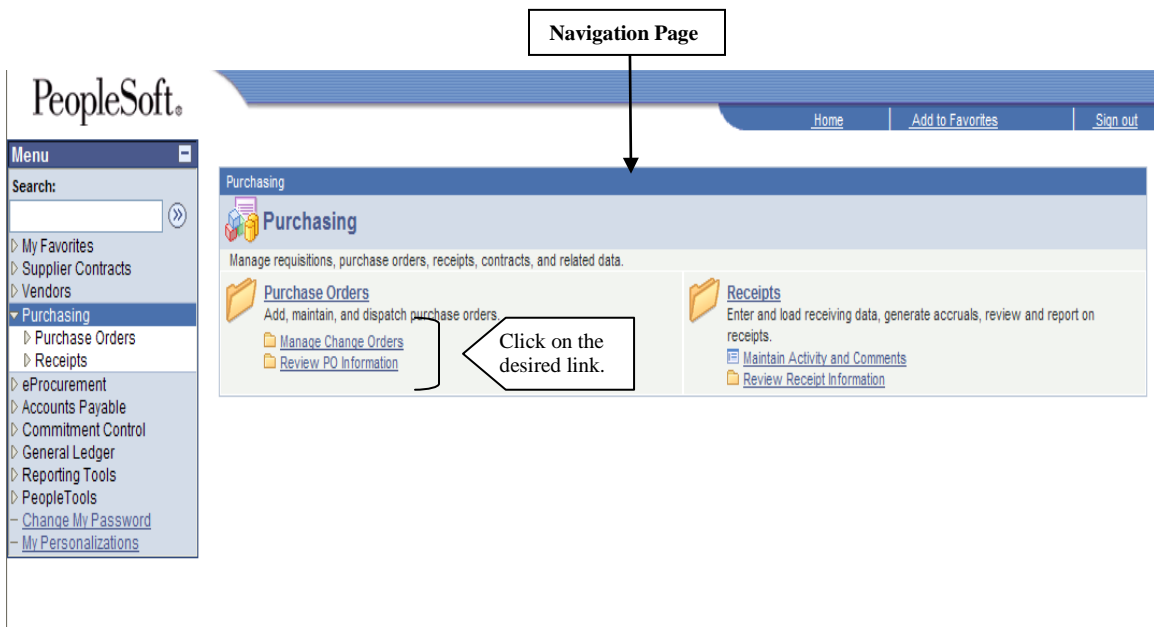 Navigation Page
PeopleSoft®
Home
Add to Favorites
Sign out
Menu
Search:
My Favorites
Supplier Contracts
Vendors
Purchasing
Purchase Orders
Receipts
eProcurement
Accounts Payable
Commitment Control
General Ledger
Reporting Tools
PeopleTools
Change My Password
My Personalizations
Purchasing
Purchasing
Manage requisitions, purchase orders, receipts, contracts, and related data.
Purchase Orders
Add, maintain, and dispatch purchase orders.
Manage Change Orders
Review PO Information
Click on the
desired link.
Receipts
Enter and load receiving data, generate accruals, review and report on
receipts.
Maintain Activity and Comments
Review Receipt Information